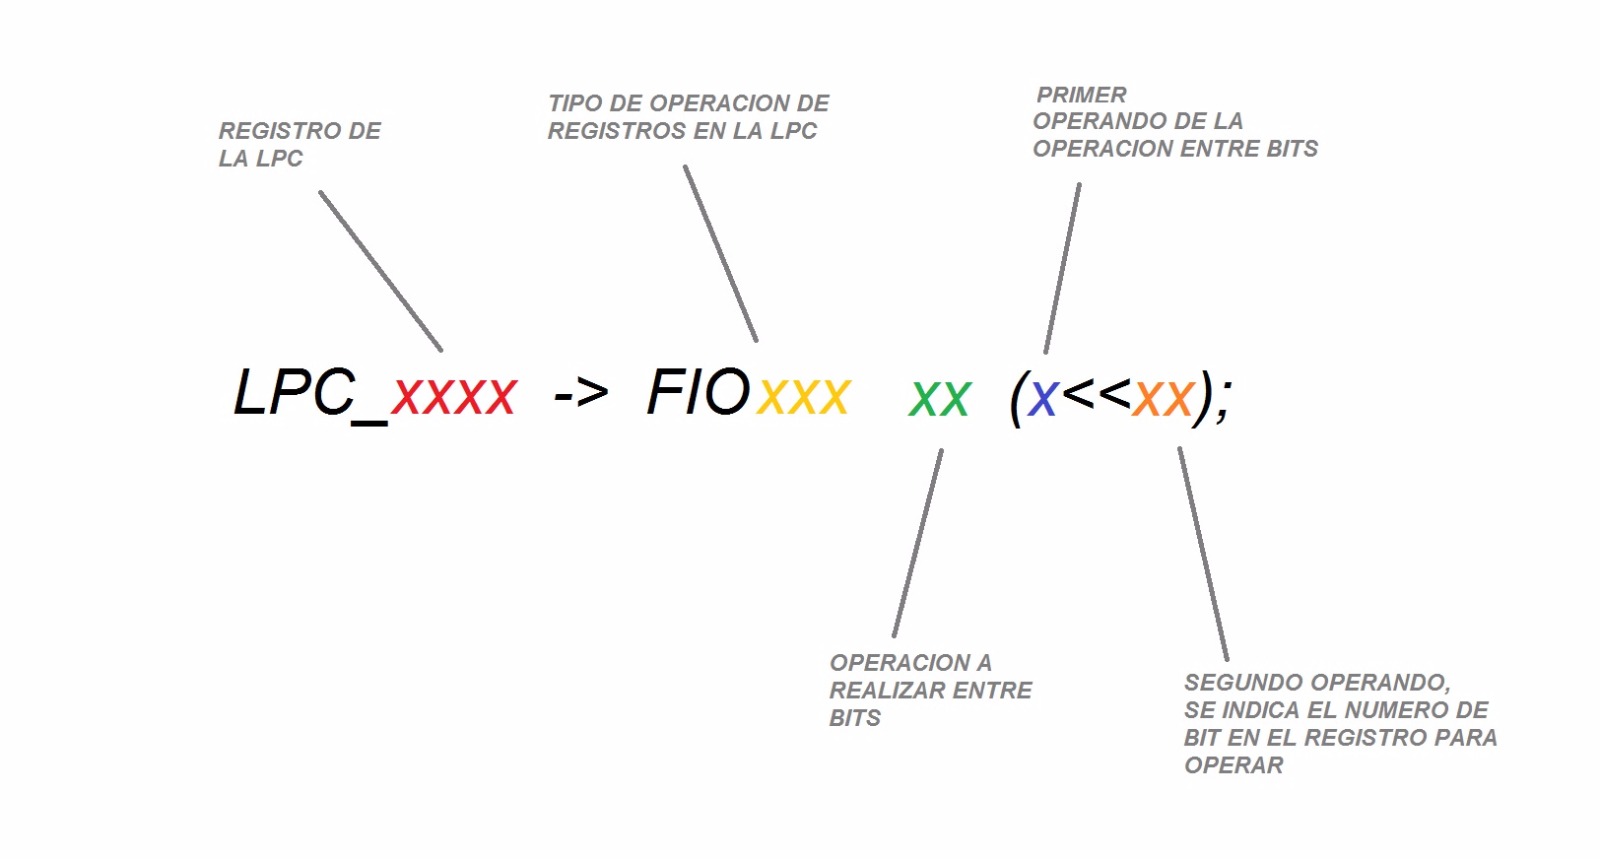 REGISTRO DE
LA LPC
TIPO DE OPERACION DE
REGISTROS EN LA LPC
PRIMER
OPERANDO DE LA
OPERACION ENTRE BITS
LPC_xxxx -> FIOxxx xx (x<<xx);
OPERACION A
REALIZAR ENTRE
BITS
SEGUNDO OPERANDO,
SE INDICA EL NUMERO DE
BIT EN EL REGISTRO PARA
OPERAR